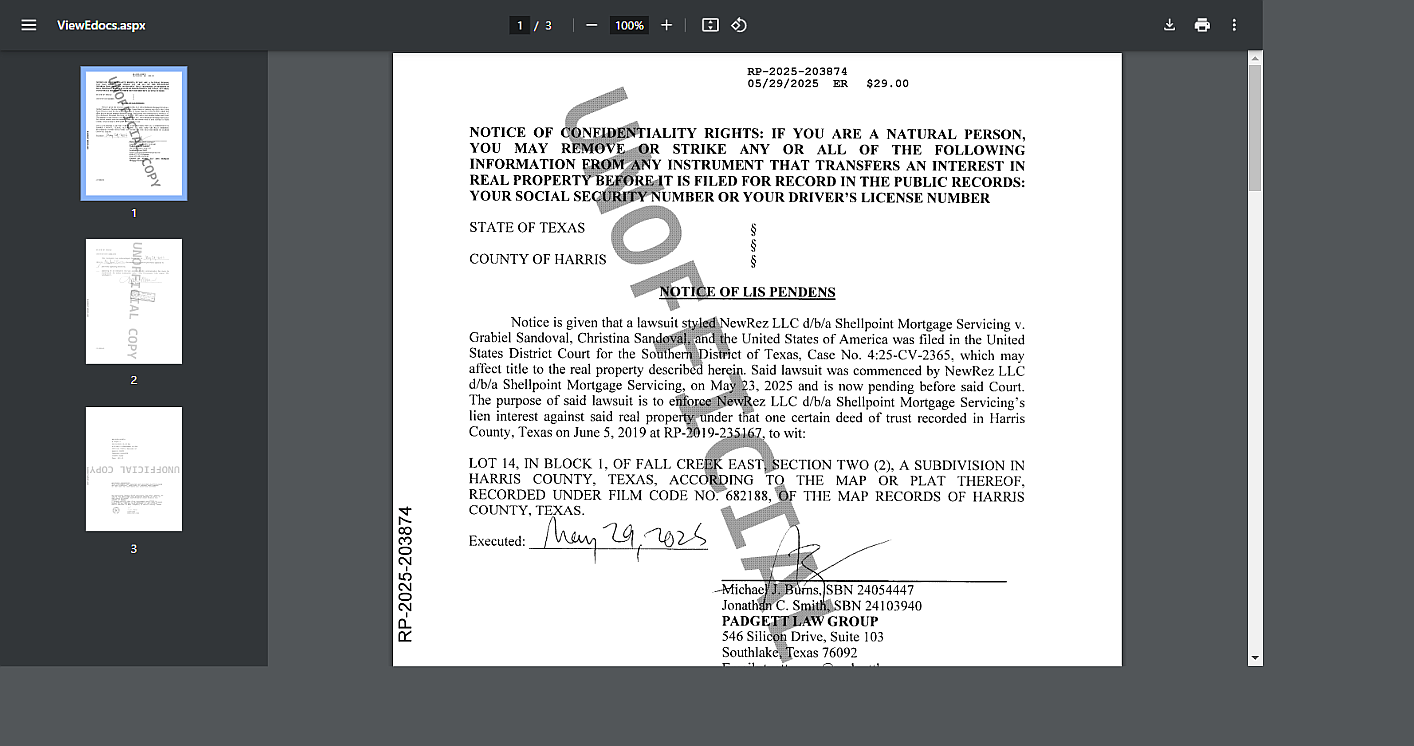 ViewEdocs.aspx
1 / 3
100%
1
2
3
RP-2025-203874
05/29/2025 ER $29.00
NOTICE OF CONFIDENTIALITY RIGHTS: IF YOU ARE A NATURAL PERSON,
YOU MAY REMOVE OR STRIKE ANY OR ALL OF THE FOLLOWING
INFORMATION FROM ANY INSTRUMENT THAT TRANSFERS AN INTEREST IN
REAL PROPERTY BEFORE IT IS FILED FOR RECORD IN THE PUBLIC RECORDS:
YOUR SOCIAL SECURITY NUMBER OR YOUR DRIVER'S LICENSE NUMBER
STATE OF TEXAS §
§
COUNTY OF HARRIS §
NOTICE OF LIS PENDENS
Notice is given that a lawsuit styled NewRez LLC d/b/a Shellpoint Mortgage Servicing v.
Grabiel Sandoval, Christina Sandoval, and the United States of America was filed in the United
States District Court for the Southern District of Texas, Case No. 4:25-CV-2365, which may
affect title to the real property described herein. Said lawsuit was commenced by NewRez LLC
d/b/a Shellpoint Mortgage Servicing, on May 23, 2025 and is now pending before said Court.
The purpose of said lawsuit is to enforce NewRez LLC d/b/a Shellpoint Mortgage Servicing's
lien interest against said real property under that one certain deed of trust recorded in Harris
County, Texas on June 5, 2019 at RP-2019-235167, to wit:
LOT 14, IN BLOCK 1, OF FALL CREEK EAST, SECTION TWO (2), A SUBDIVISION IN
HARRIS COUNTY, TEXAS, ACCORDING TO THE MAP OR PLAT THEREOF,
RECORDED UNDER FILM CODE NO. 682188, OF THE MAP RECORDS OF HARRIS
COUNTY, TEXAS.
Executed: May 29, 2025
Michael J. Burns, SBN 24054447
Jonathan C. Smith, SBN 24103940
PADGETT LAW GROUP
546 Silicon Drive, Suite 103
Southlake, Texas 76092
RP-2025-203874
UNOFFICIAL
UNOFFICIAL COPY
UNOFFICIAL COPY
UNOFFICIAL COPY